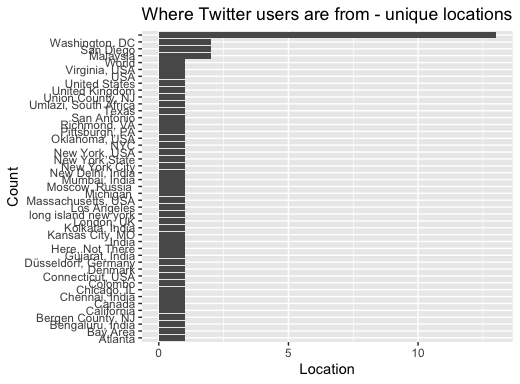 Where Twitter users are from - unique locations
Washington, DC
San Diego
Malaysia
World
Virginia, USA
USA
United States
United Kingdom
Union County, NJ
Umlazi, South Africa
Texas
San Antonio
Richmond, VA
Pittsburgh, PA
Oklahoma, USA
NYC
New York, USA
New York State
New York City
New Delhi, India
Mumbai, India
Moscow, Russia
Michigan
Massachusetts, USA
Los Angeles
long island new york
London, UK
Kolkata, India
Kansas City, MO
India
Here, Not There
Gujarat, India
Düsseldorf, Germany
Denmark
Connecticut, USA
Colombo
Chicago, IL
Chennai, India
Canada
California
Bergen County, NJ
Bengaluru, India
Bay Area
Atlanta
Count
0 5 10
Location